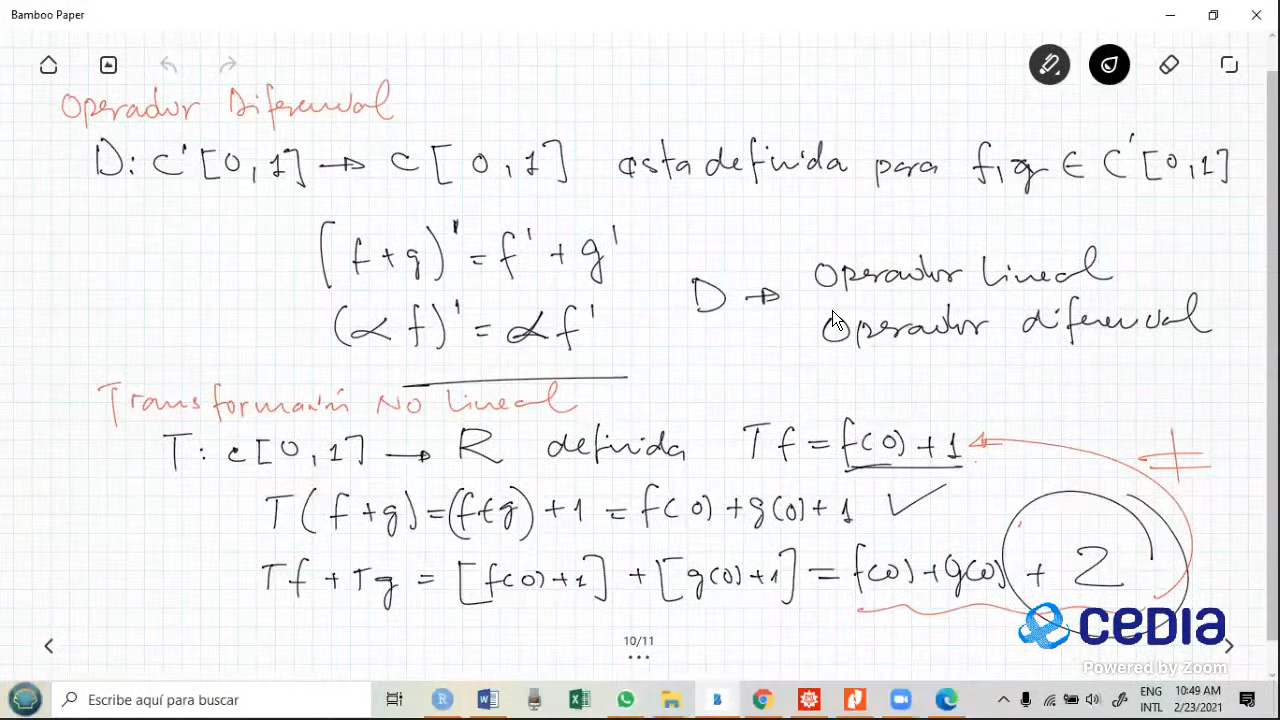 Bamboo Paper
Operador Diferencial
D: C'[0,1] → C[0,1] esta definida para f,g ∈ C'[0,1]
(f+g)' = f' + g'
(α f)' = α f'
D → Operador Lineal
Operador diferencial
Transformación No Lineal
T: C[0,1] → R definida Tf = f(0)+1
≠
T(f+g)=(f+g)+1 = f(0)+g(0)+1 ✓
Tf + Tg = [f(0)+1] + [g(0)+1] = f(0)+g(0) + 2
cedia
Powered by Zoom
10/11
Escribe aquí para buscar
ENG
INTL
10:49 AM
2/23/2021